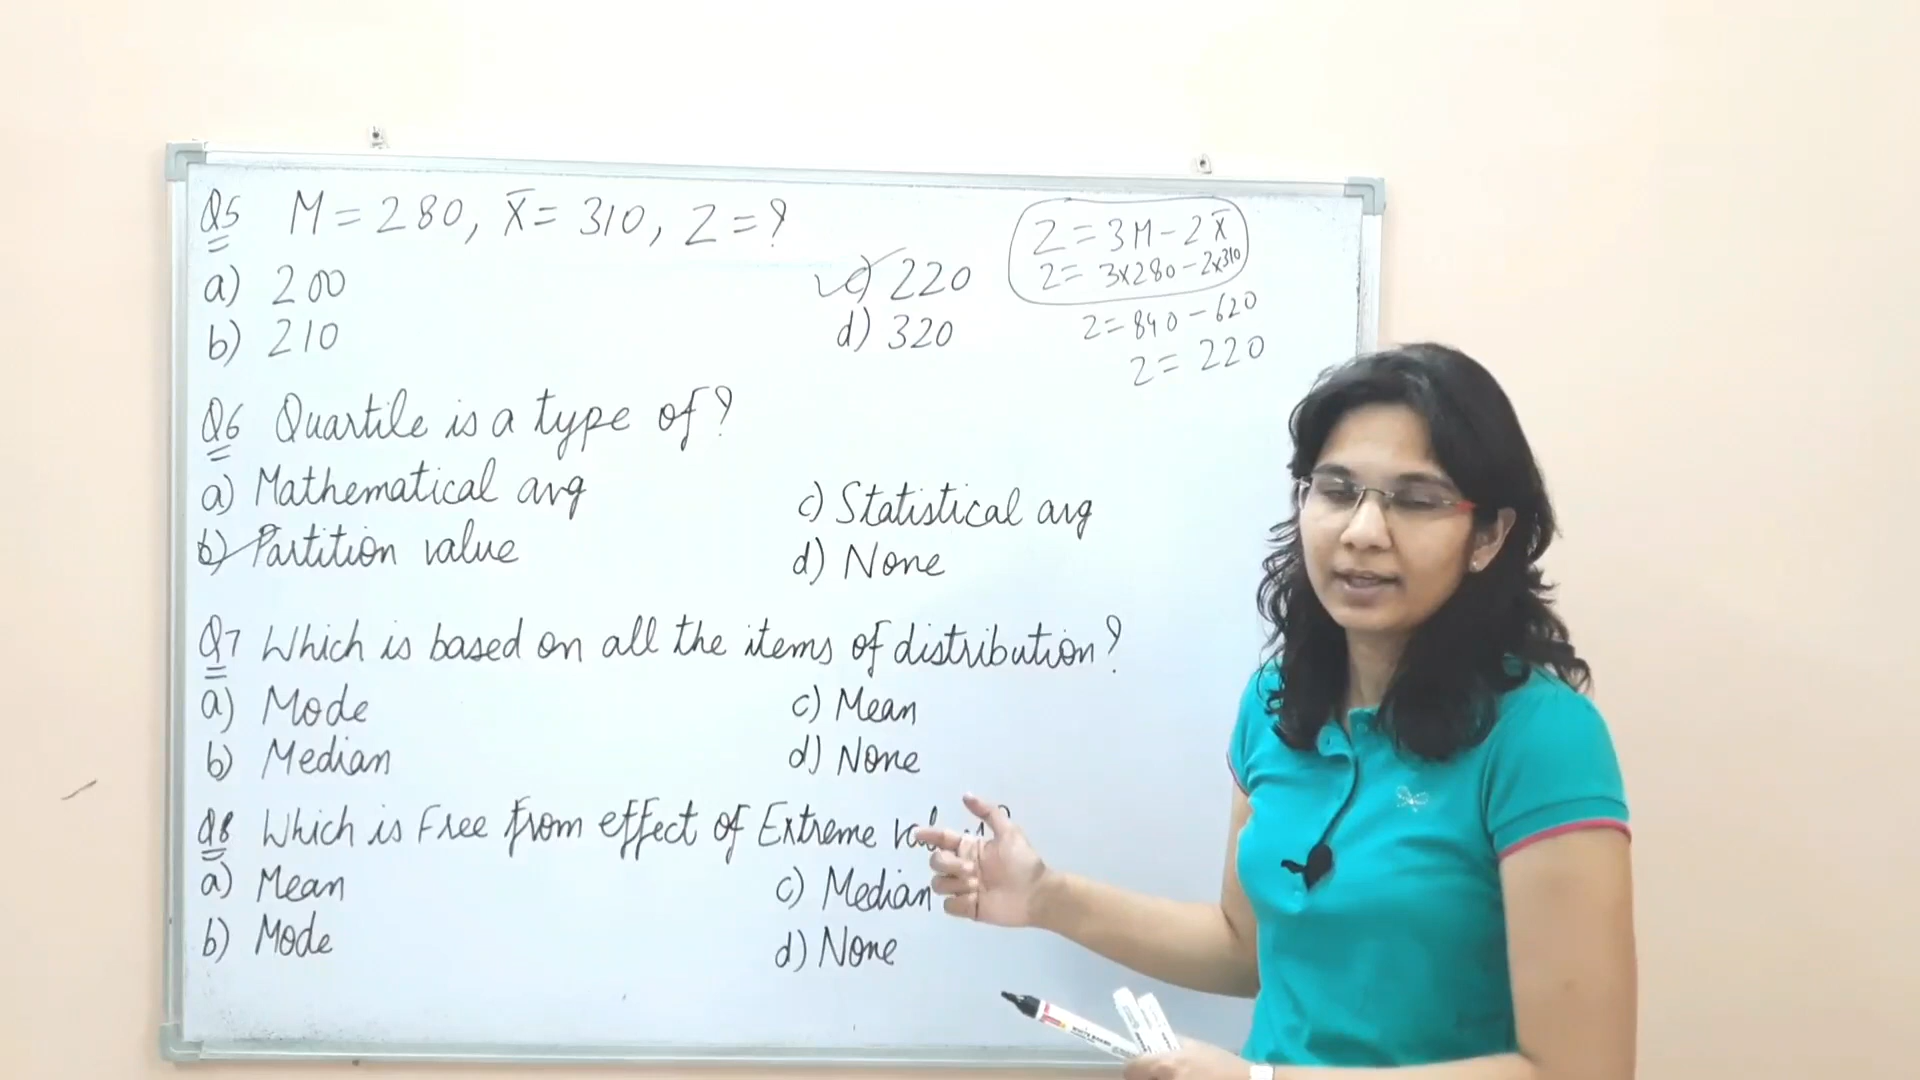 Q5 M = 280, X̄ = 310, Z = ?
a) 200
b) 210
c) 220
d) 320
Z = 3M - 2X̄
Z = 3x280 - 2x310
Z = 840 - 620
Z = 220
Q6 Quartile is a type of?
a) Mathematical avg
b) Partition value
c) Statistical avg
d) None
Q7 Which is based on all the items of distribution?
a) Mode
b) Median
c) Mean
d) None
Q8 Which is Free from effect of Extreme ?
a) Mean
b) Mode
c) Median
d) None